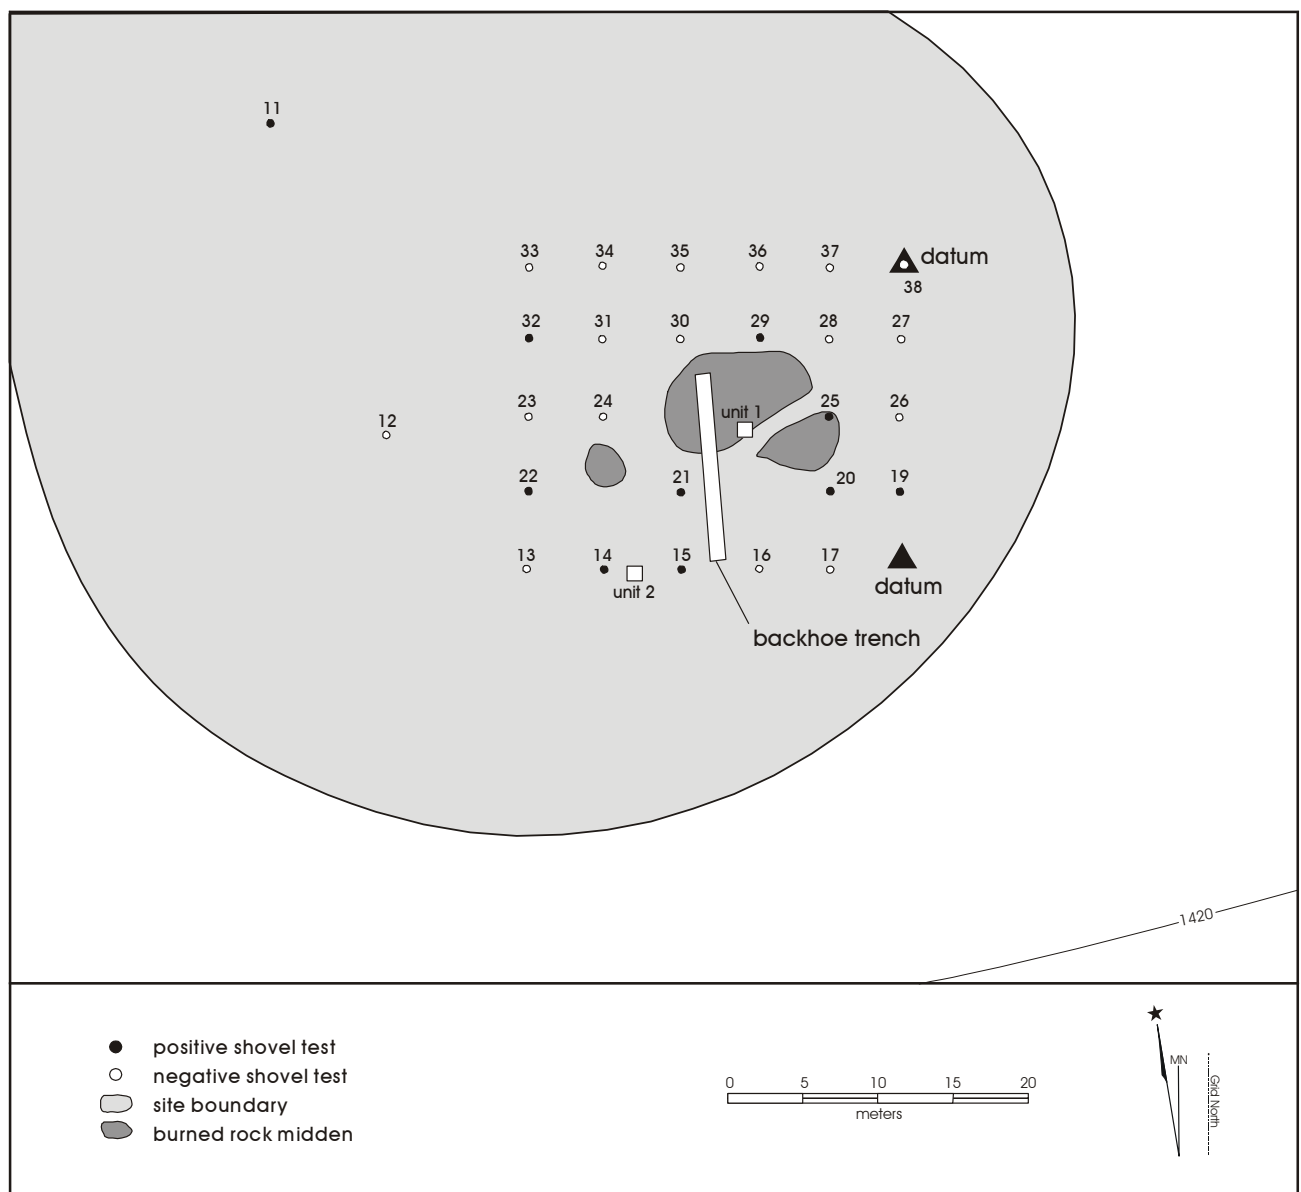 11
33 34 35 36 37 datum
38
32 31 30 29 28 27
23 24 unit 1 25 26
12
22 21 20 19
13 14 15 16 17
unit 2 datum
backhoe trench
1420
positive shovel test
negative shovel test
site boundary
burned rock midden
0 5 10 15 20
meters
MN
Grid North